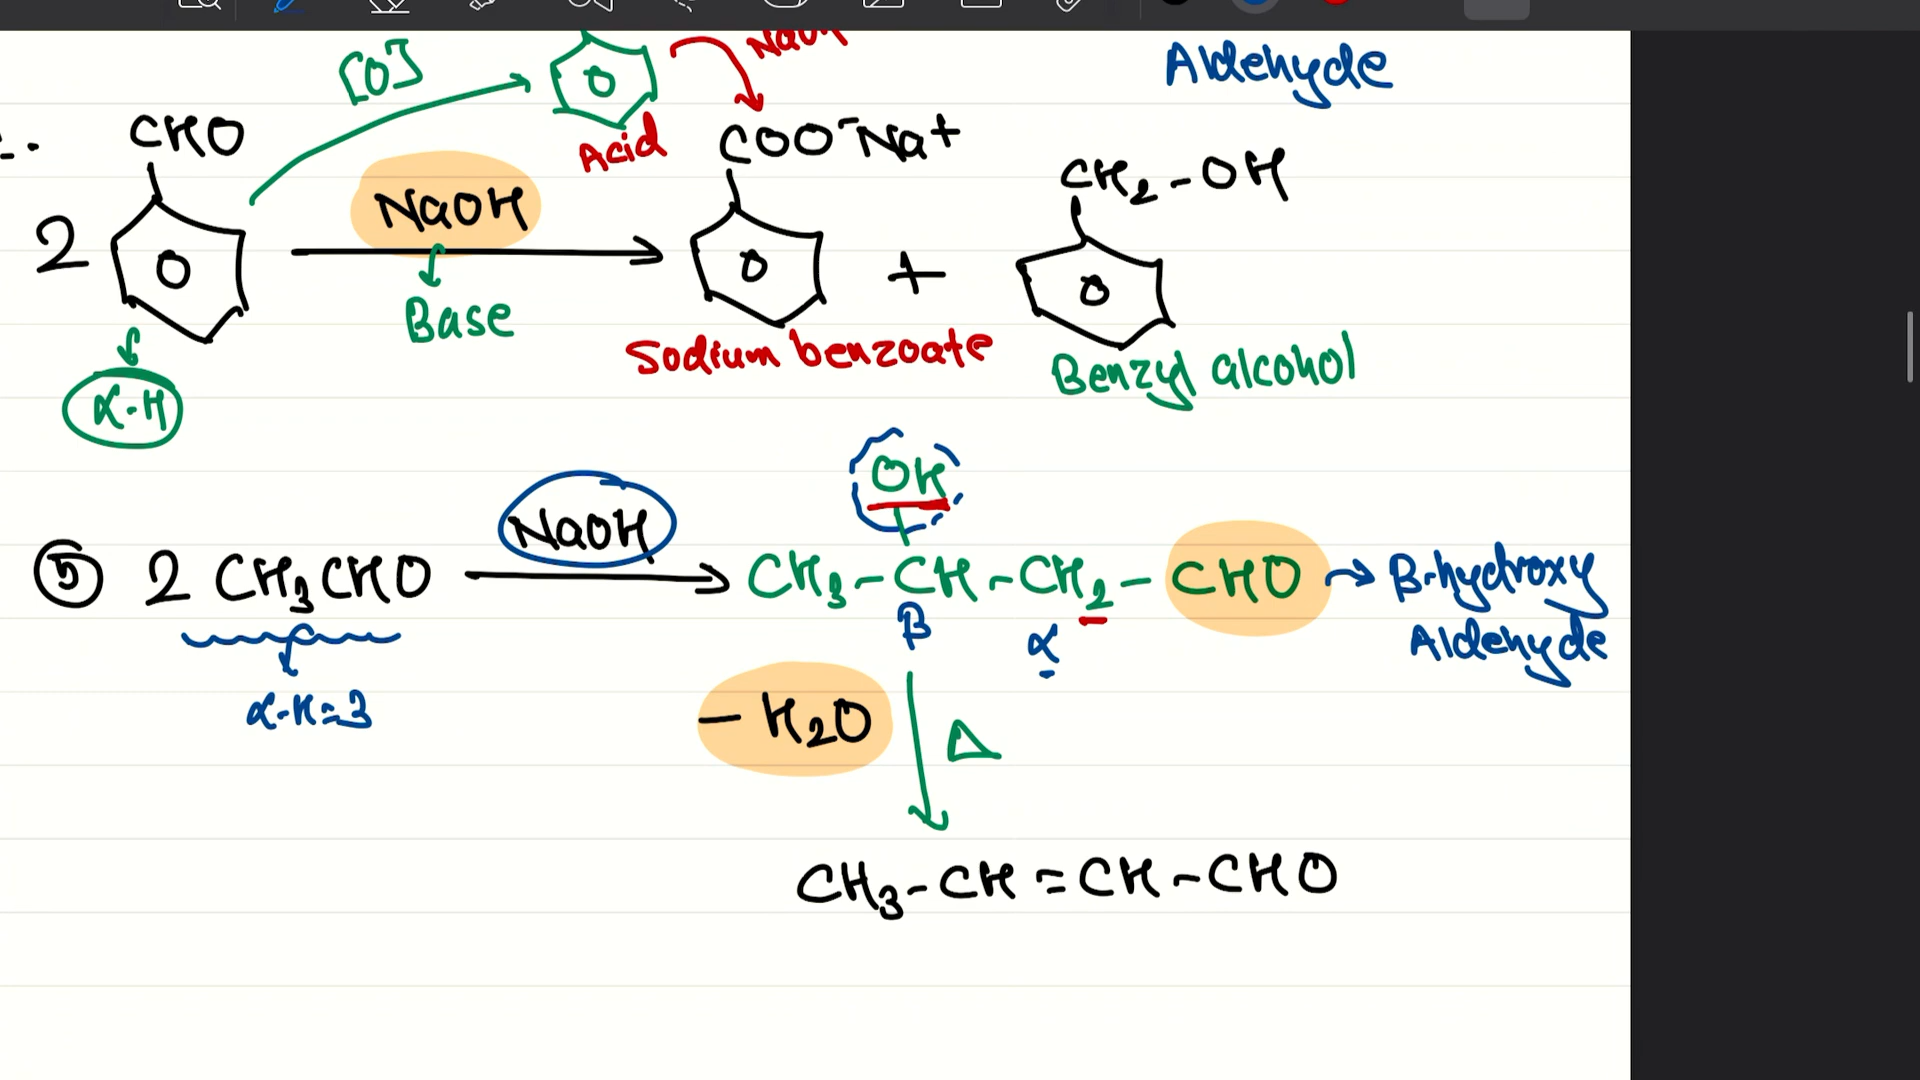 [O]
NaOH
Aldehyde
Acid
CHO
COO⁻Na+
CH₂-OH
2
NaOH
+
Base
Sodium benzoate
Benzyl alcohol
α-H
OH
⑤ 2 CH₃CHO
NaOH
CH₃-CH-CH₂-CHO → β-hydroxy
Aldehyde
β
α
α-H=3
- H₂O
Δ
CH₃-CH=CH-CHO